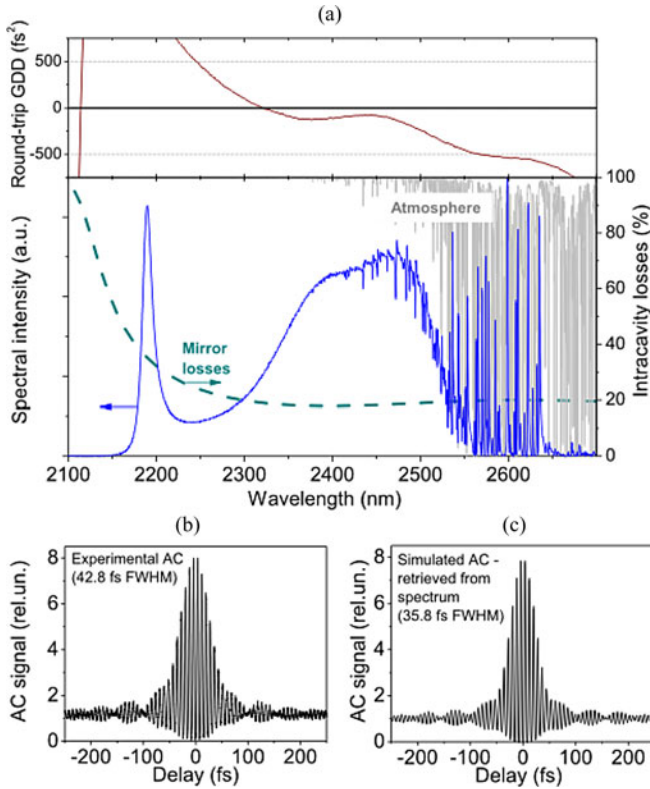 (a)
Round-trip GDD (fs²)
500
0
-500
Spectral intensity (a.u.)
Atmosphere
Mirror
losses
100
80
60
40
20
0
Intracavity losses (%)
2100 2200 2300 2400 2500 2600
Wavelength (nm)
(b)
(c)
Experimental AC
(42.8 fs FWHM)
AC signal (rel.un.)
8
6
4
2
0
-200 -100 0 100 200
Delay (fs)
Simulated AC -
retrieved from
spectrum
(35.8 fs FWHM)
AC signal (rel.un.)
8
6
4
2
0
-200 -100 0 100 200
Delay (fs)